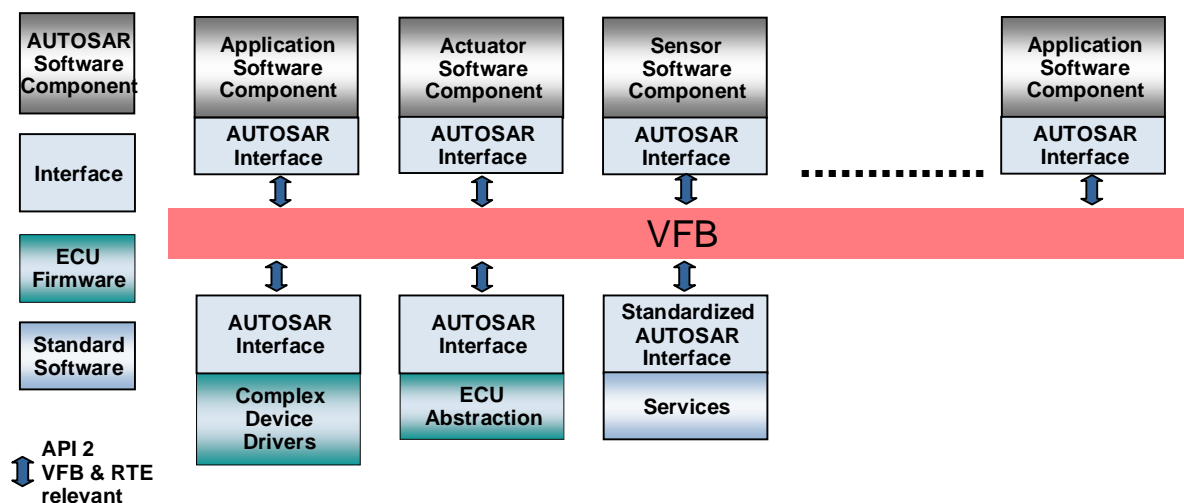 AUTOSAR
Software
Component
Interface
ECU
Firmware
Standard
Software
API 2
VFB & RTE
relevant
Application
Software
Component
AUTOSAR
Interface
Actuator
Software
Component
AUTOSAR
Interface
Sensor
Software
Component
AUTOSAR
Interface
Application
Software
Component
AUTOSAR
Interface
VFB
AUTOSAR
Interface
Complex
Device
Drivers
AUTOSAR
Interface
ECU
Abstraction
Standardized
AUTOSAR
Interface
Services